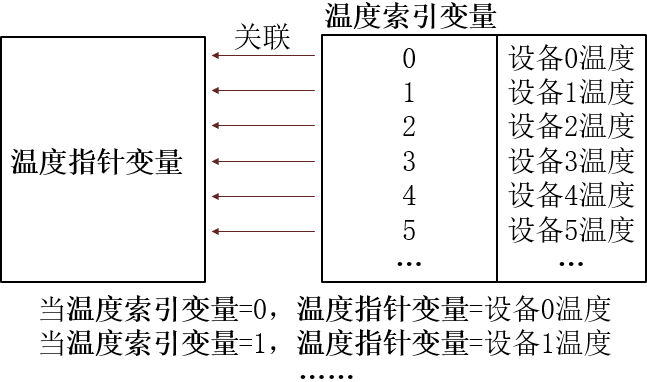 温度索引变量
关联
0 设备0温度
1 设备1温度
2 设备2温度
温度指针变量
3 设备3温度
4 设备4温度
5 设备5温度
... ...
当温度索引变量=0，温度指针变量=设备0温度
当温度索引变量=1，温度指针变量=设备1温度
……